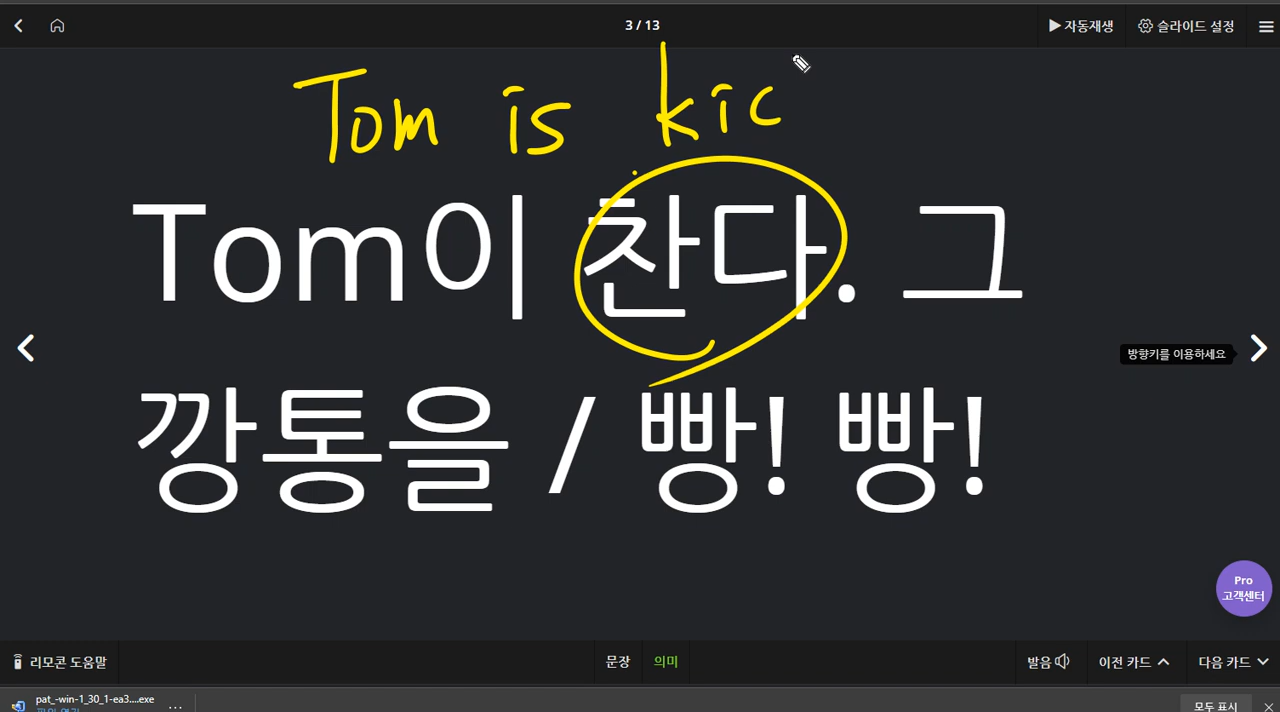 3 / 13
자동재생
슬라이드 설정
Tom is kic
Tom이 찬다. 그
방향키를 이용하세요
깡통을 / 빵! 빵!
Pro
고객센터
리모콘 도움말
문장
의미
발음
이전 카드
다음 카드
pat_-win-1_30_1-ea3....exe
...
모두 표시